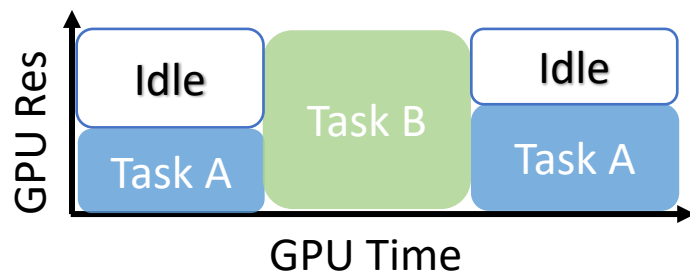 GPU Res
Idle
Task A
Task B
Idle
Task A
GPU Time